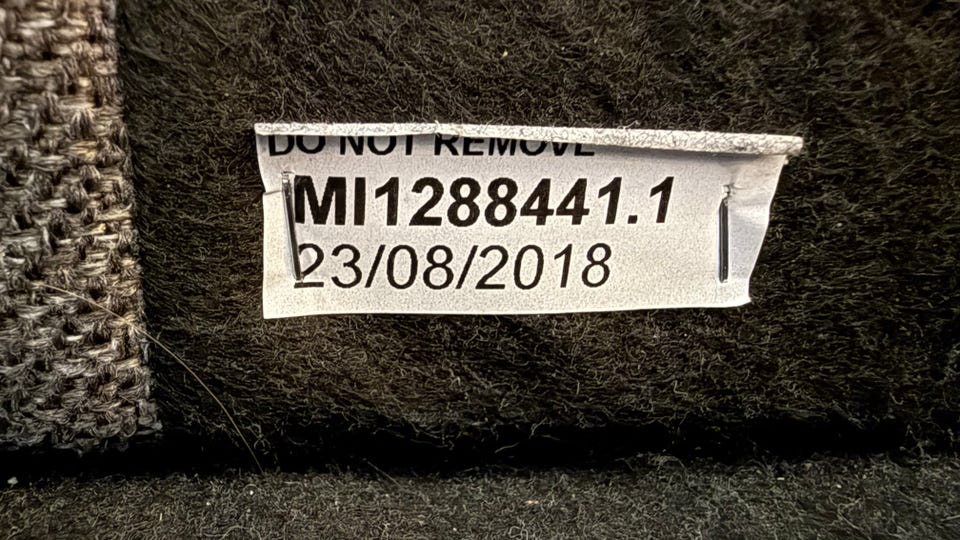 DO NOT REMOVE
MI1288441.1
23/08/2018